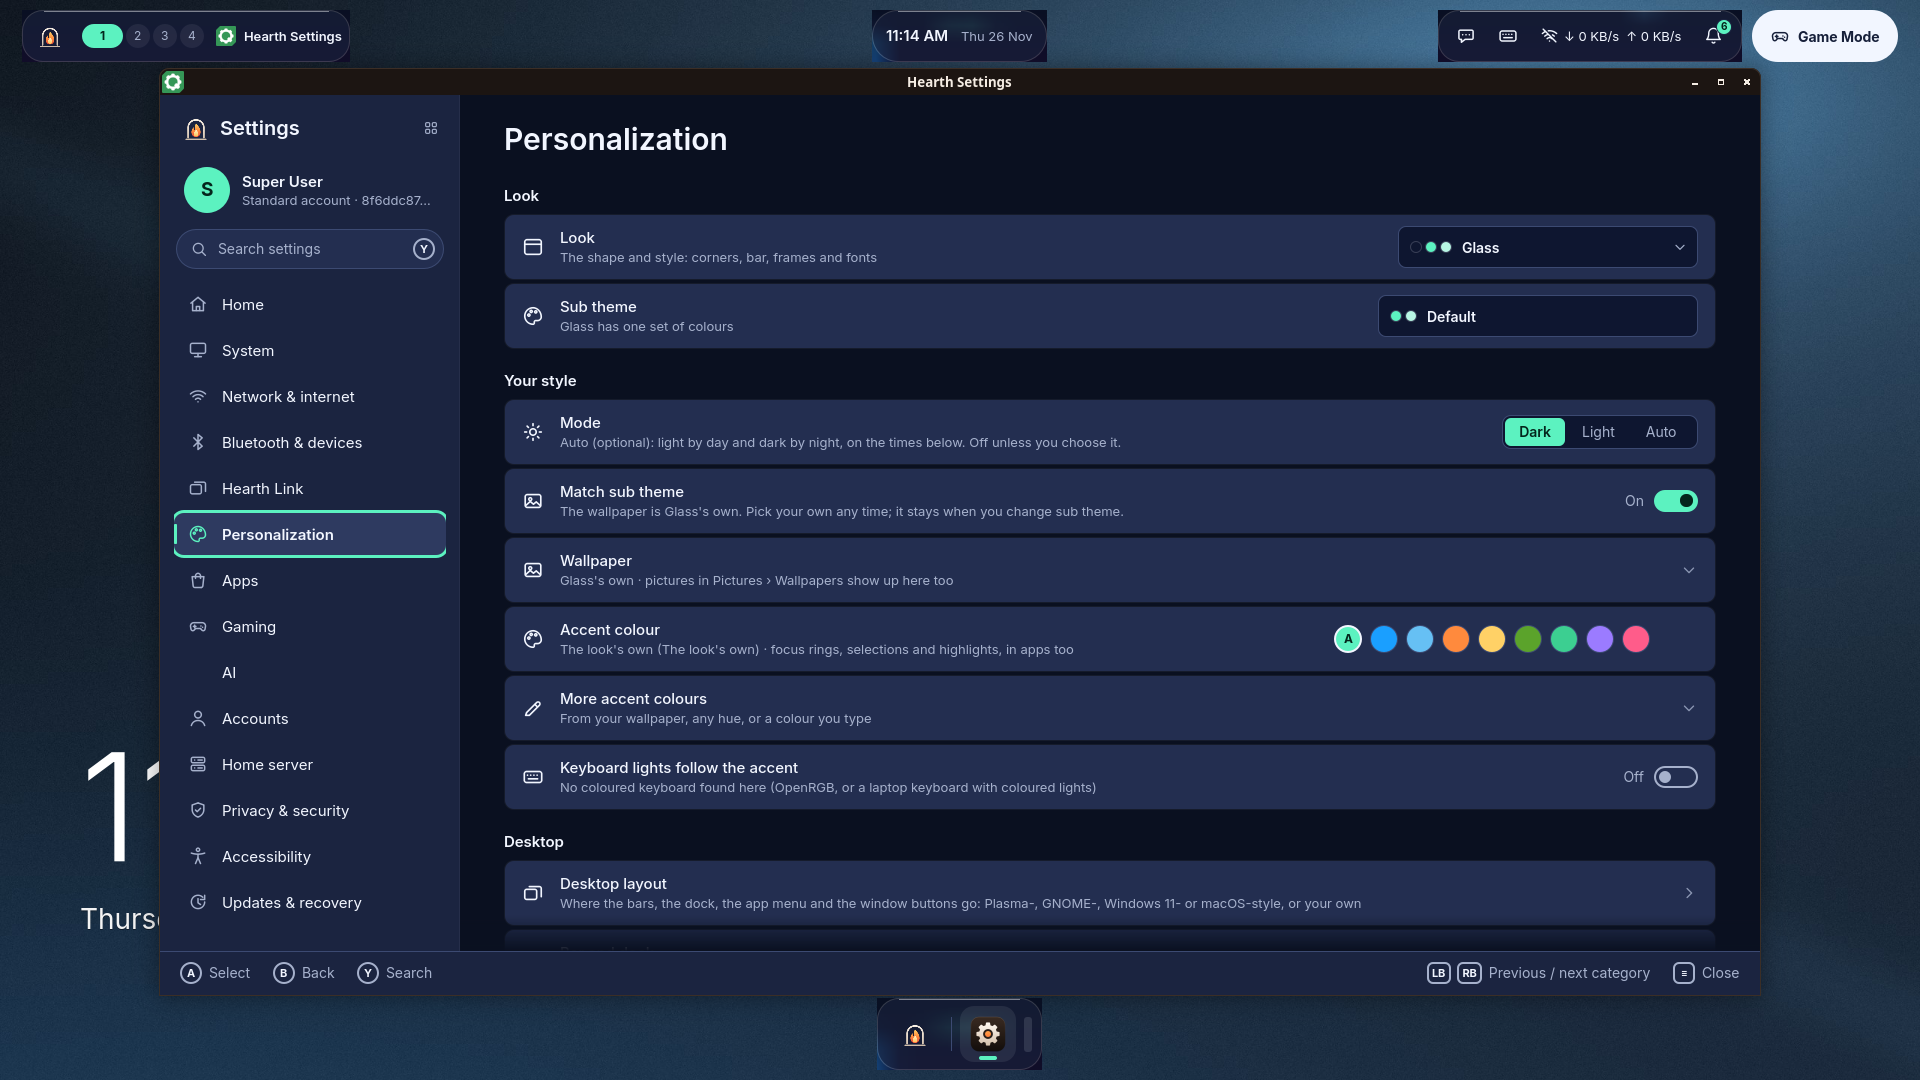 1 2 3 4 Hearth Settings
11:14 AM Thu 26 Nov
↓ 0 KB/s ↑ 0 KB/s
6
Game Mode
Hearth Settings
Settings
S
Super User
Standard account · 8f6ddc87...
Search settings Y
Home
System
Network & internet
Bluetooth & devices
Hearth Link
Personalization
Apps
Gaming
AI
Accounts
Home server
Privacy & security
Accessibility
Updates & recovery
Personalization
Look
Look
The shape and style: corners, bar, frames and fonts
Glass
Sub theme
Glass has one set of colours
Default
Your style
Mode
Auto (optional): light by day and dark by night, on the times below. Off unless you choose it.
Dark Light Auto
Match sub theme
The wallpaper is Glass's own. Pick your own any time; it stays when you change sub theme.
On
Wallpaper
Glass's own · pictures in Pictures › Wallpapers show up here too
Accent colour
The look's own (The look's own) · focus rings, selections and highlights, in apps too
A
More accent colours
From your wallpaper, any hue, or a colour you type
Keyboard lights follow the accent
No coloured keyboard found here (OpenRGB, or a laptop keyboard with coloured lights)
Off
Desktop
Desktop layout
Where the bars, the dock, the app menu and the window buttons go: Plasma-, GNOME-, Windows 11- or macOS-style, or your own
A Select B Back Y Search
LB RB Previous / next category ≡ Close
11
Thurs